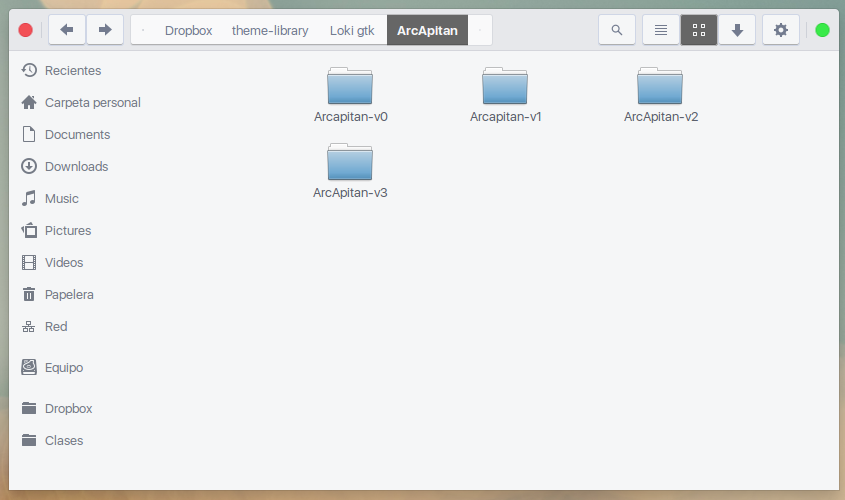 Dropbox theme-library Loki gtk ArcApitan
Recientes
Carpeta personal
Documents
Downloads
Music
Pictures
Videos
Papelera
Red
Equipo
Dropbox
Clases
Arcapitan-v0 Arcapitan-v1 ArcApitan-v2
ArcApitan-v3